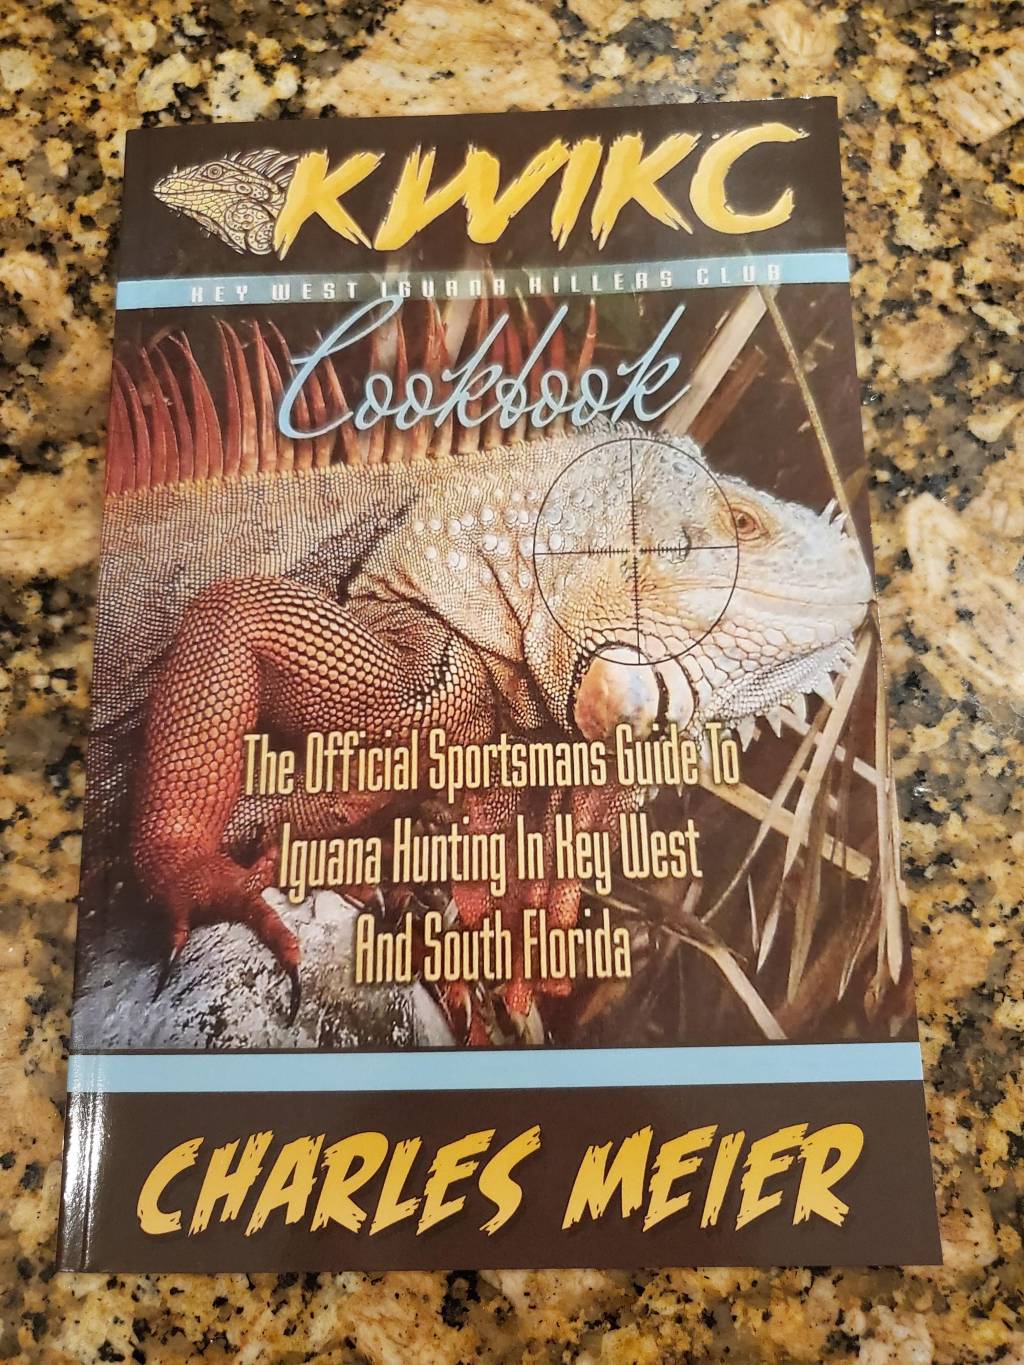 KWIKC
KEY WEST IGUANA KILLERS CLUB
Cookbook
The Official Sportsmans Guide To
Iguana Hunting In Key West
And South Florida
CHARLES MEIER